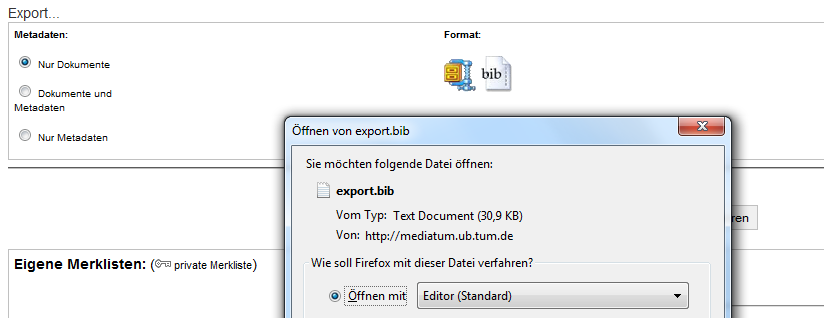 Export...
Metadaten:
Format:
Nur Dokumente
bib
Dokumente und
Metadaten
Nur Metadaten
Öffnen von export.bib
Sie möchten folgende Datei öffnen:
export.bib
Vom Typ: Text Document (30,9 KB)
Von: http://mediatum.ub.tum.de
ren
Eigene Merklisten: (private Merkliste)
Wie soll Firefox mit dieser Datei verfahren?
Öffnen mit
Editor (Standard)